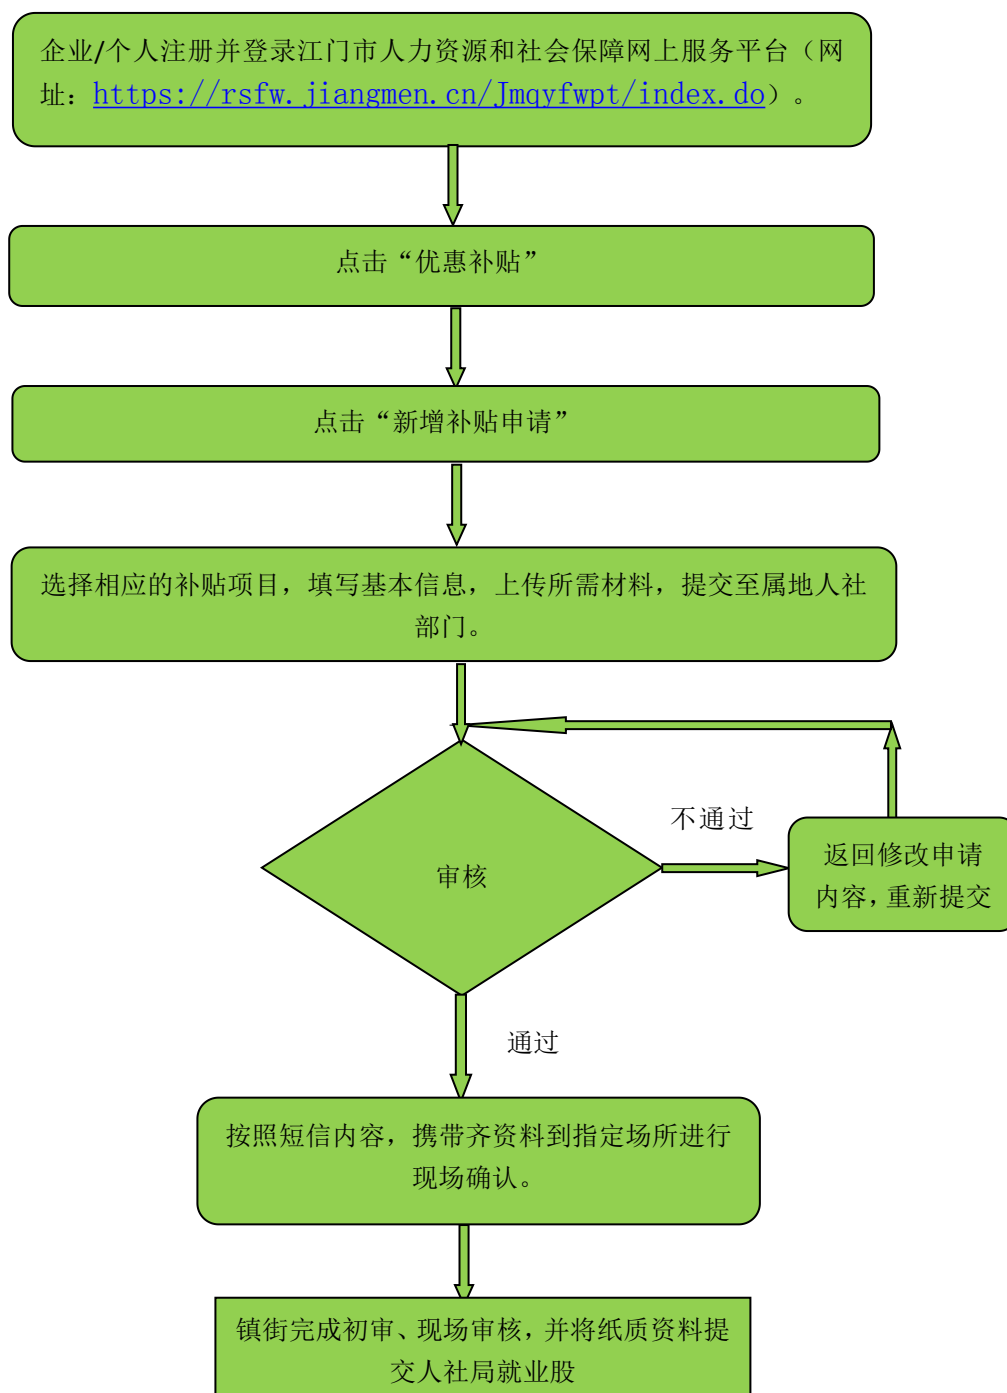 企业/个人注册并登录江门市人力资源和社会保障网上服务平台（网
址：https://rsfw.jiangmen.cn/Jmqyfwpt/index.do）。
点击“优惠补贴”
点击“新增补贴申请”
选择相应的补贴项目，填写基本信息，上传所需材料，提交至属地人社
部门。
审核
不通过
返回修改申请
内容，重新提交
通过
按照短信内容，携带齐资料到指定场所进行
现场确认。
镇街完成初审、现场审核，并将纸质资料提
交人社局就业股